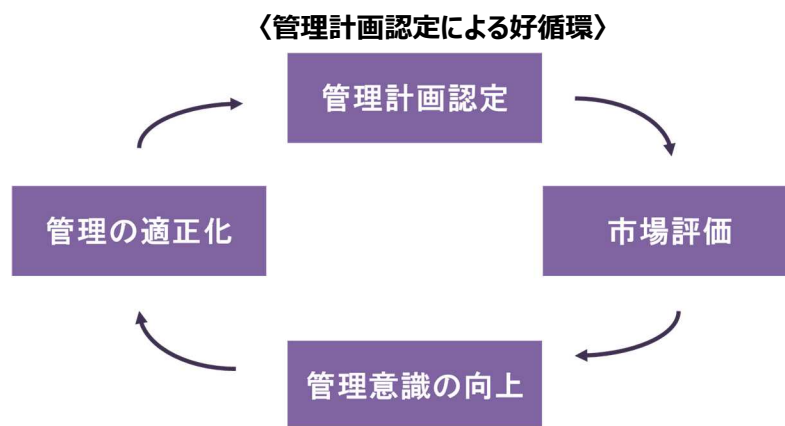 〈管理計画認定による好循環〉
管理計画認定
管理の適正化
市場評価
管理意識の向上